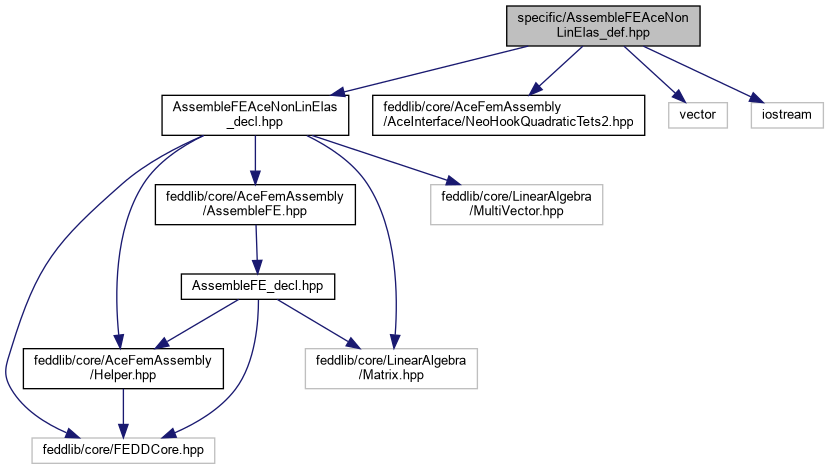 specific/AssembleFEAceNon
LinElas_def.hpp
AssembleFEAceNonLinElas
_decl.hpp
feddlib/core/AceFemAssembly
/AceInterface/NeoHookQuadraticTets2.hpp
vector
iostream
feddlib/core/AceFemAssembly
/AssembleFE.hpp
feddlib/core/LinearAlgebra
/MultiVector.hpp
AssembleFE_decl.hpp
feddlib/core/AceFemAssembly
/Helper.hpp
feddlib/core/LinearAlgebra
/Matrix.hpp
feddlib/core/FEDDCore.hpp